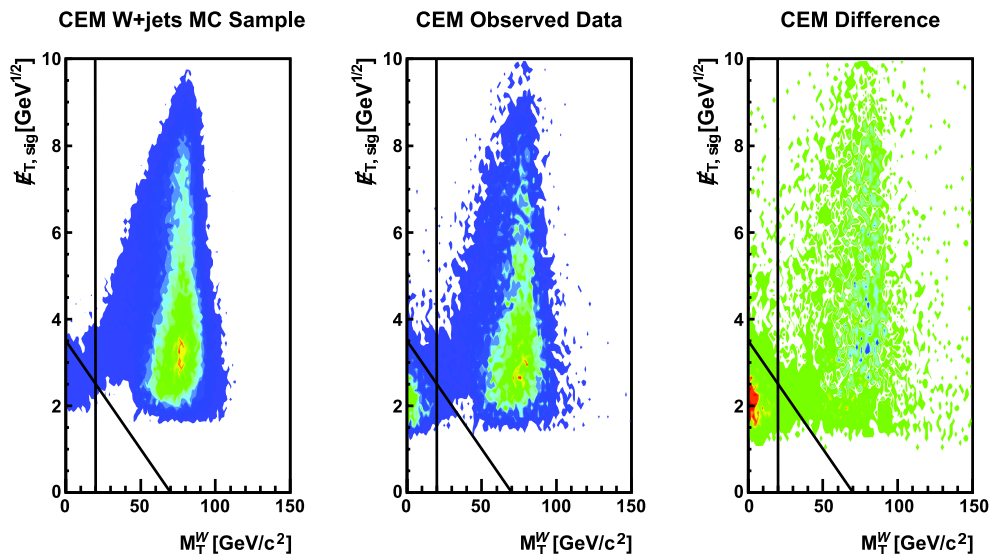 CEM W+jets MC Sample
10
8
6
4
2
0
0 50 100 150
E̸T, sig [GeV1/2]
MTW [GeV/c2]
CEM Observed Data
10
8
6
4
2
0
0 50 100 150
E̸T, sig [GeV1/2]
MTW [GeV/c2]
CEM Difference
10
8
6
4
2
0
0 50 100 150
E̸T, sig [GeV1/2]
MTW [GeV/c2]